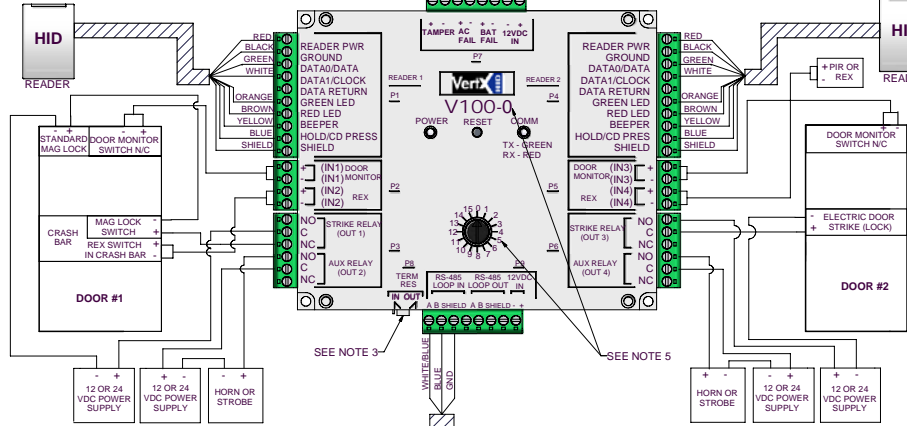 + - + - + - - +
TAMPER AC FAIL BAT FAIL 12VDC IN
P7
HID
READER
RED
BLACK
GREEN
WHITE
ORANGE
BROWN
YELLOW
BLUE
SHIELD
READER PWR
GROUND
DATA0/DATA
DATA1/CLOCK
DATA RETURN
GREEN LED
RED LED
BEEPER
HOLD/CD PRESS
SHIELD
READER 1
P1
VertX HID
V100-0
POWER
RESET
COMM
TX - GREEN
RX - RED
READER 2
P4
READER PWR
GROUND
DATA0/DATA
DATA1/CLOCK
DATA RETURN
GREEN LED
RED LED
BEEPER
HOLD/CD PRES
SHIELD
RED
BLACK
GREEN
WHITE
ORANGE
BROWN
YELLOW
BLUE
SHIELD
+ PIR OR
- REX
- +
STANDARD
MAG LOCK
- +
DOOR MONITOR
SWITCH N/C
CRASH
BAR
MAG LOCK -
SWITCH +
REX SWITCH +
IN CRASH BAR -
DOOR #1
+ (IN1) DOOR
- (IN1) MONITOR
+ (IN2) REX
- (IN2)
P2
NO
C
NC
STRIKE RELAY
(OUT 1)
P3
NO
C
NC
AUX RELAY
(OUT 2)
DOOR (IN3) +
MONITOR (IN3) -
REX (IN4) +
(IN4) -
P5
STRIKE RELAY
(OUT 3)
NO
C
NC
P6
AUX RELAY
(OUT 4)
NO
C
NC
- +
DOOR MONITOR
SWITCH N/C
- ELECTRIC DOOR
+ STRIKE (LOCK)
DOOR #2
0 1 2 3 4 5 6 7 8 9 10 11 12 13 14 15
P8
TERM
RES
IN OUT
P9
RS-485
LOOP IN
RS-485
LOOP OUT
12VDC
IN
A B SHIELD A B SHIELD - +
SEE NOTE 3
SEE NOTE 5
WHITE/BLUE
BLUE
GND
- +
12 OR 24
VDC POWER
SUPPLY
- +
12 OR 24
VDC POWER
SUPPLY
- +
HORN OR
STROBE
+ -
HORN OR
STROBE
- +
12 OR 24
VDC POWER
SUPPLY
- +
12 OR 24
VDC POWER
SUPPLY